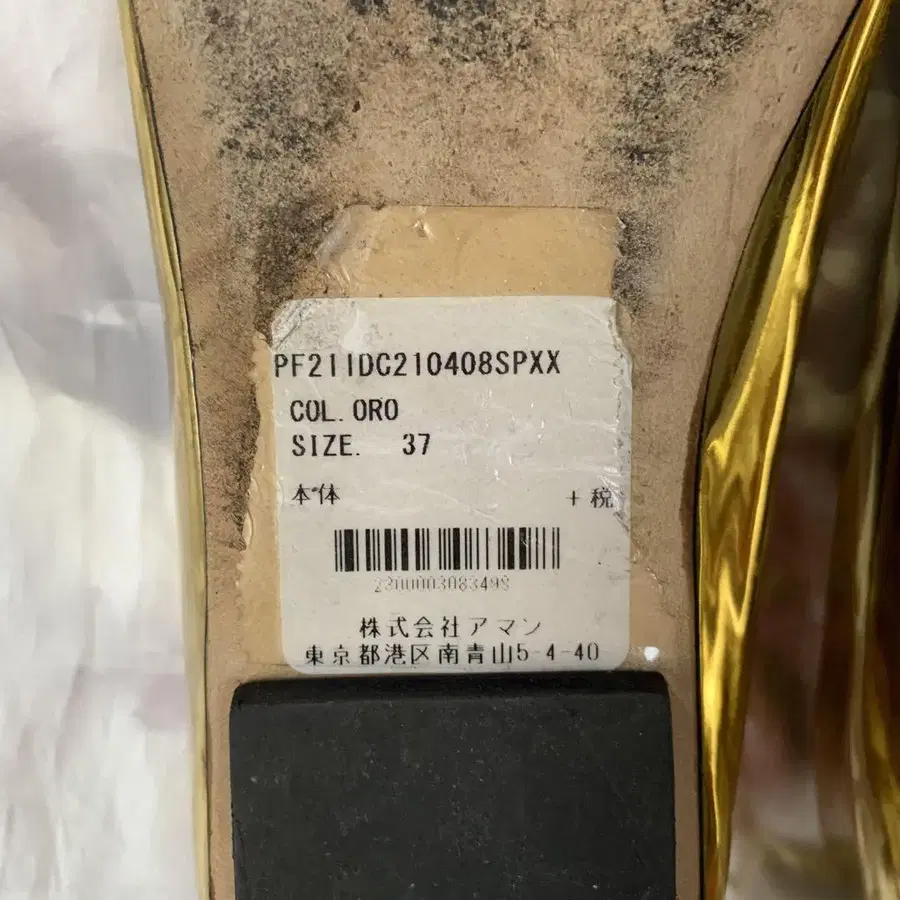 PF211DC210408SPXX
COL. ORO
SIZE. 37
本体 +税
株式会社アマン
東京都港区南青山5-4-40